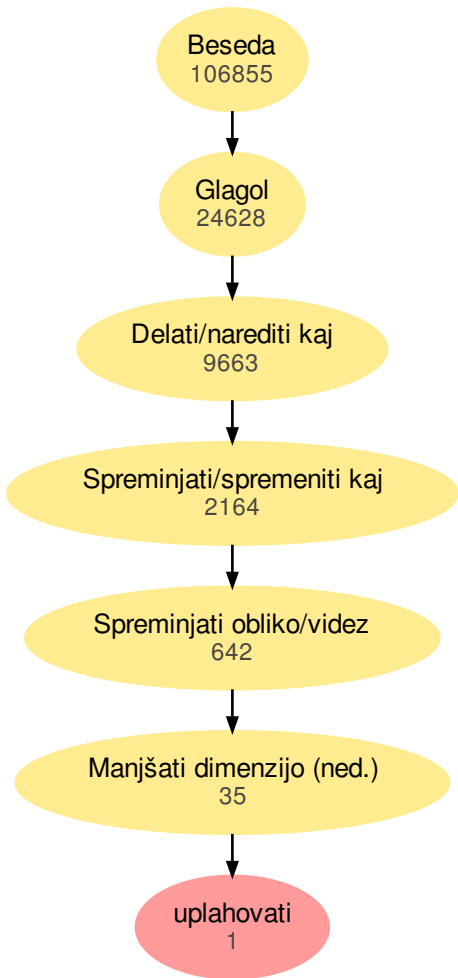 Beseda
106855
Glagol
24628
Delati/narediti kaj
9663
Spreminjati/spremeniti kaj
2164
Spreminjati obliko/videz
642
Manjšati dimenzijo (ned.)
35
uplahovati
1